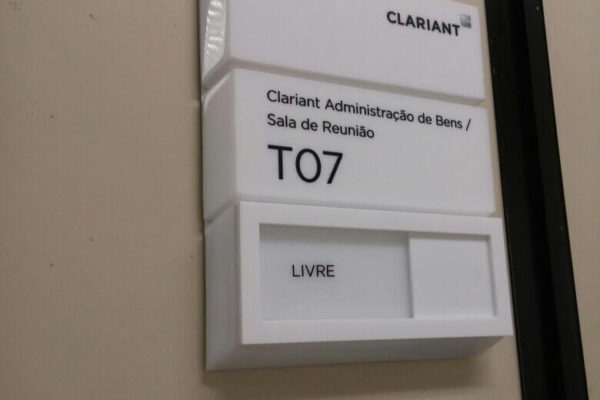 CLARIANT
Clariant Administração de Bens /
Sala de Reunião
T07
LIVRE